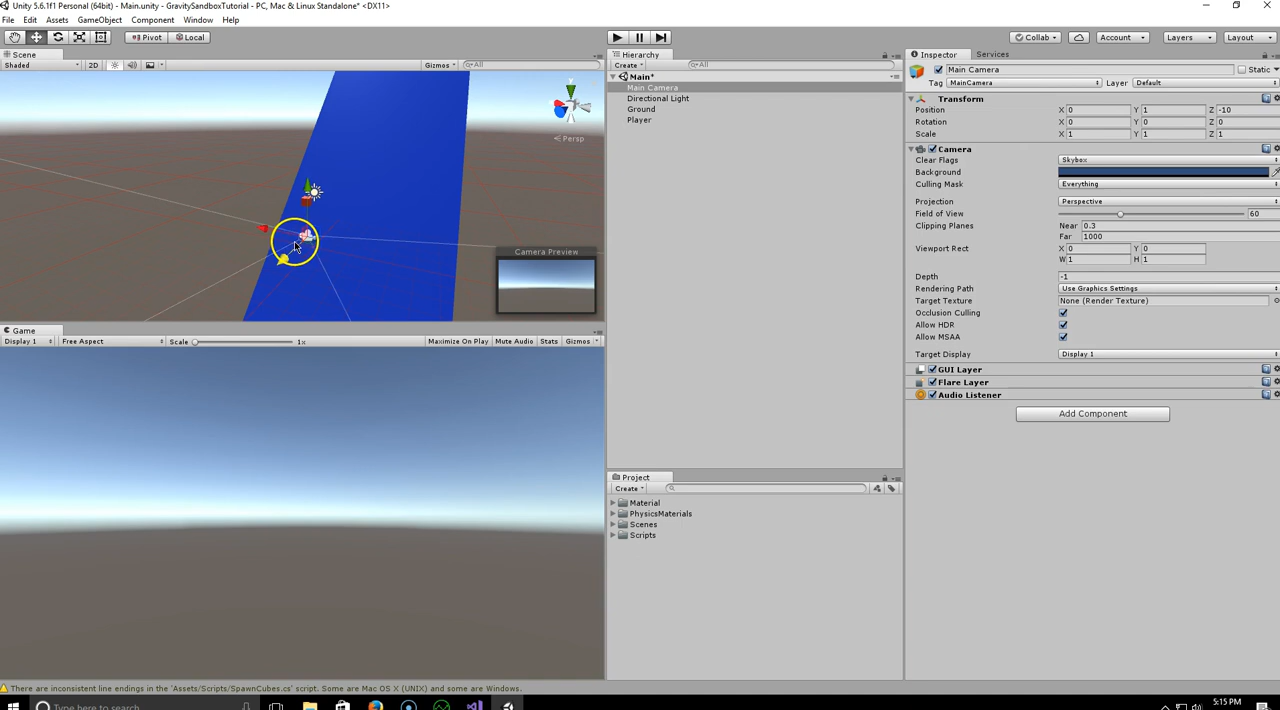 Unity 5.6.1f1 Personal (64bit) - Main.unity - GravitySandboxTutorial - PC, Mac & Linux Standalone* <DX11>
File Edit Assets GameObject Component Window Help
Pivot Local Collab Account Layers Layout
Scene
Shaded 2D Gizmos All
y
Persp
Camera Preview
Game
Display 1 Free Aspect Scale 1x Maximize On Play Mute Audio Stats Gizmos
Hierarchy
Create All
Main*
Main Camera
Directional Light
Ground
Player
Project
Create
Material
PhysicsMaterials
Scenes
Scripts
Inspector Services
Main Camera Static
Tag MainCamera Layer Default
Transform
Position X 0 Y 1 Z -10
Rotation X 0 Y 0 Z 0
Scale X 1 Y 1 Z 1
Camera
Clear Flags Skybox
Background
Culling Mask Everything
Projection Perspective
Field of View 60
Clipping Planes Near 0.3
Far 1000
Viewport Rect X 0 Y 0
W 1 H 1
Depth -1
Rendering Path Use Graphics Settings
Target Texture None (Render Texture)
Occlusion Culling
Allow HDR
Allow MSAA
Target Display Display 1
GUI Layer
Flare Layer
Audio Listener
Add Component
There are inconsistent line endings in the 'Assets/Scripts/SpawnCubes.cs' script. Some are Mac OS X (UNIX) and some are Windows.
Type here to search 5:15 PM